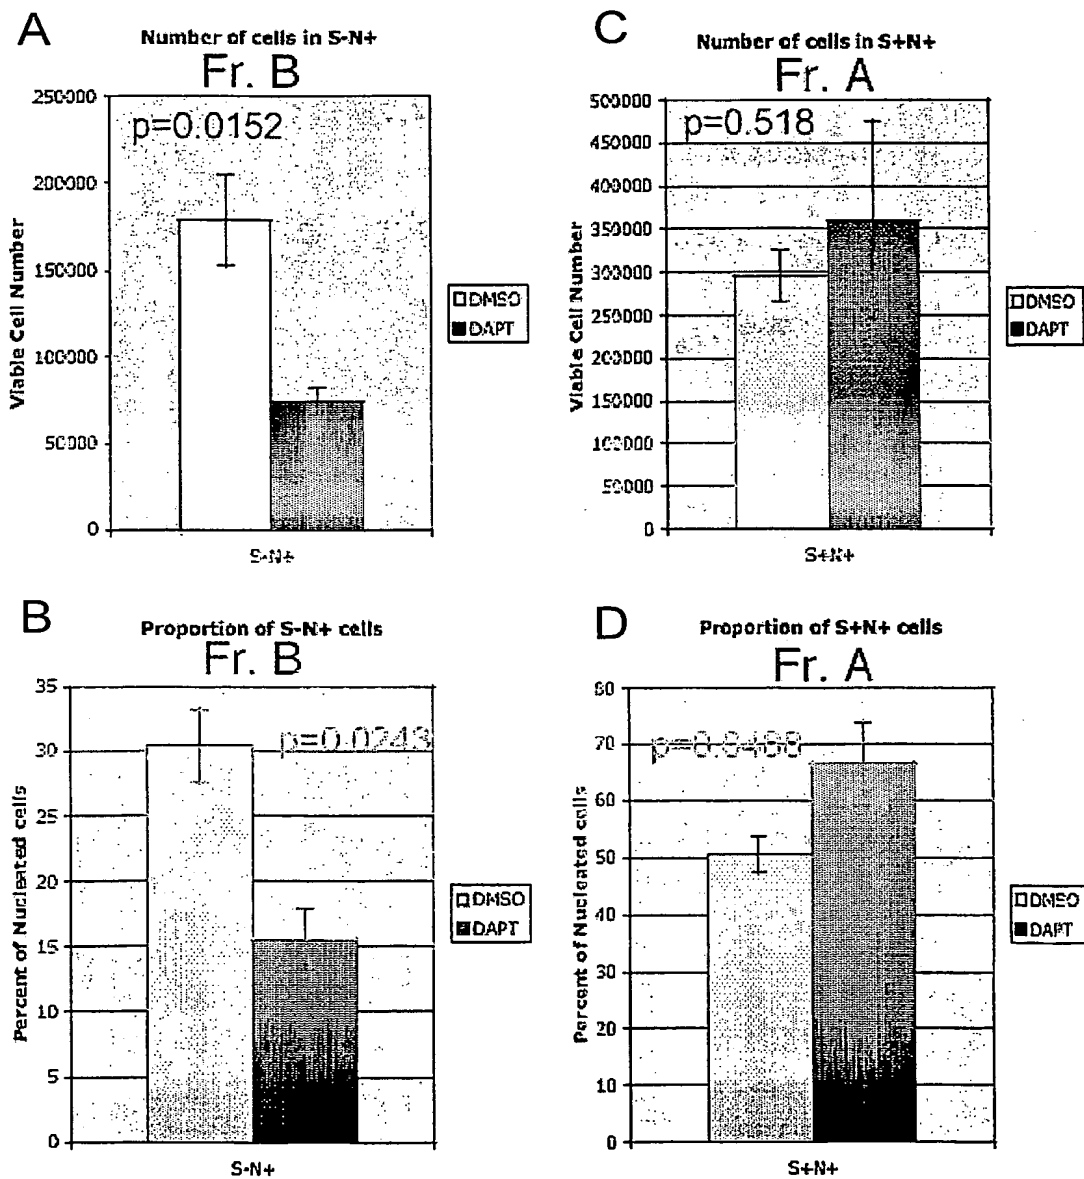 A
Number of cells in S-N+
Fr. B
p=0.0152
250000
200000
150000
100000
50000
0
Viable Cell Number
S-N+
DMSO
DAPT
C
Number of cells in S+N+
Fr. A
p=0.518
500000
450000
400000
350000
300000
250000
200000
150000
100000
50000
0
Viable Cell Number
S+N+
DMSO
DAPT
B
Proportion of S-N+ cells
Fr. B
p=0.0243
35
30
25
20
15
10
5
0
Percent of Nucleated cells
S-N+
DMSO
DAPT
D
Proportion of S+N+ cells
Fr. A
80
70
60
50
40
30
20
10
0
Percent of Nucleated cells
S+N+
DMSO
DAPT